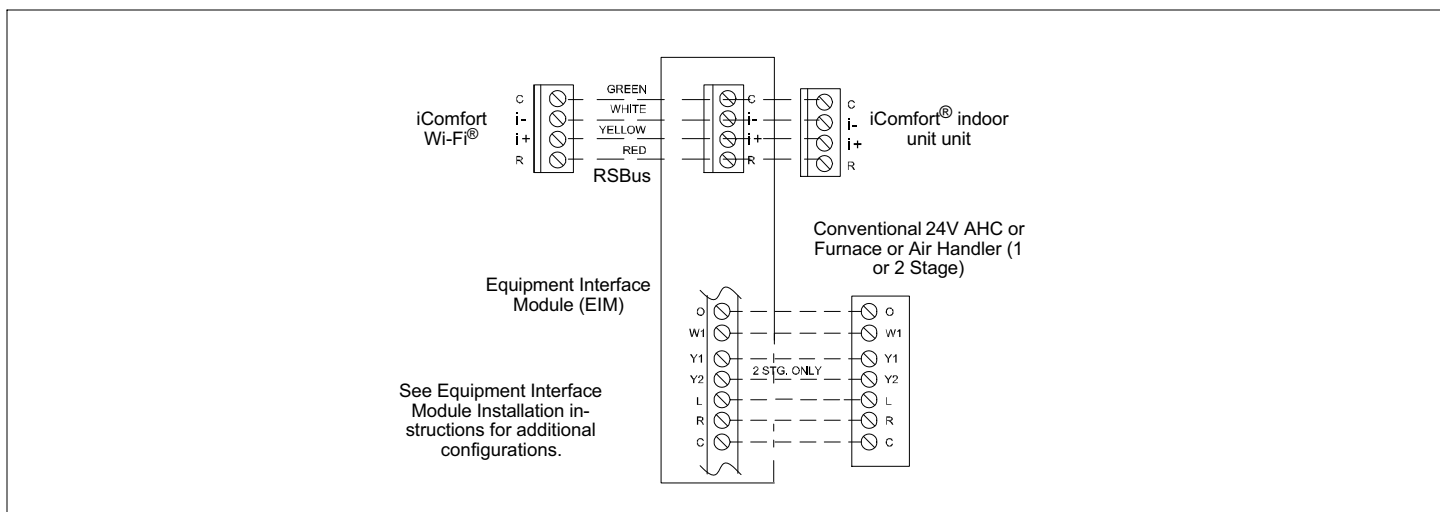 iComfort
Wi-Fi®
C
i-
i+
R
GREEN
WHITE
YELLOW
RED
RSBus
C
i-
i+
R
C
i-
i+
R
iComfort® indoor
unit unit
Conventional 24V AHC or
Furnace or Air Handler (1
or 2 Stage)
Equipment Interface
Module (EIM)
O
W1
Y1
Y2
L
R
C
2 STG. ONLY
O
W1
Y1
Y2
L
R
C
See Equipment Interface
Module Installation in-
structions for additional
configurations.